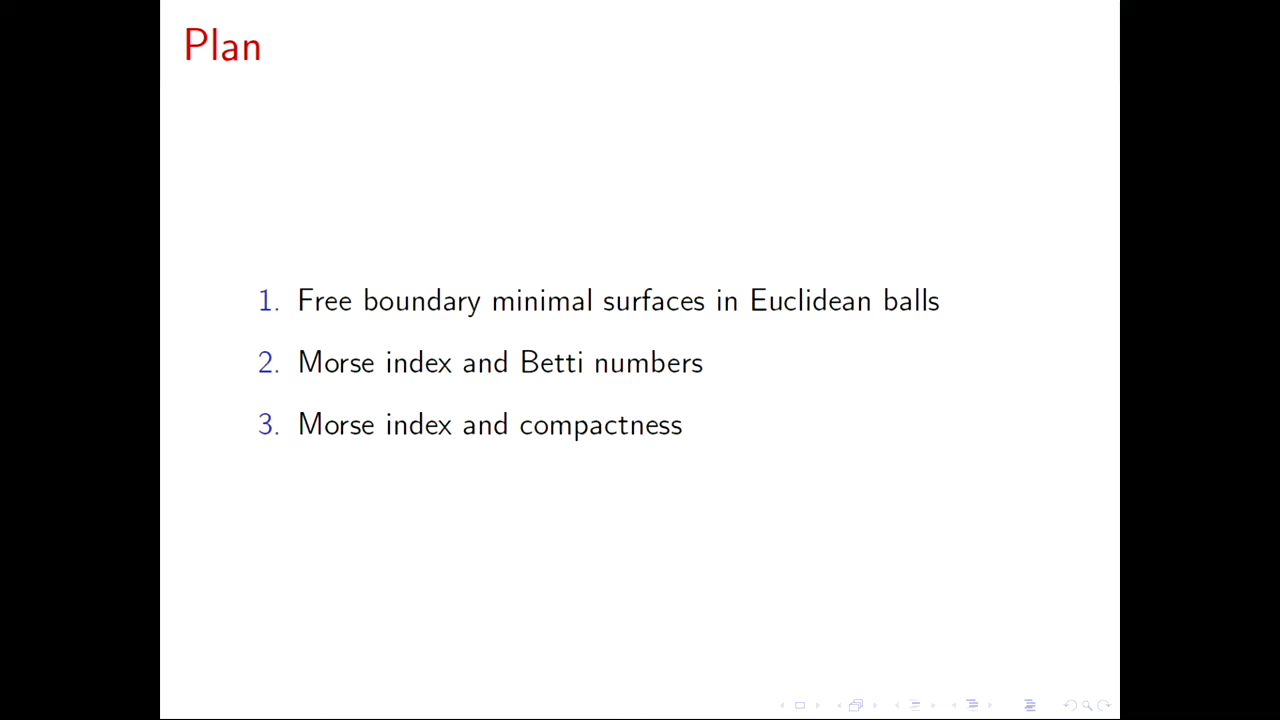 Plan
1. Free boundary minimal surfaces in Euclidean balls
2. Morse index and Betti numbers
3. Morse index and compactness